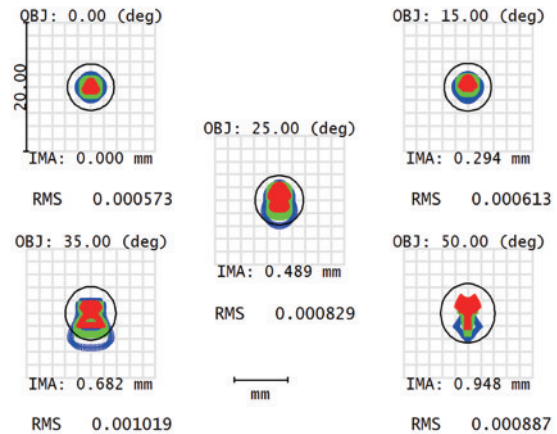 OBJ: 0.00 (deg)
20.00
IMA: 0.000 mm
RMS 0.000573
OBJ: 15.00 (deg)
IMA: 0.294 mm
RMS 0.000613
OBJ: 25.00 (deg)
IMA: 0.489 mm
RMS 0.000829
OBJ: 35.00 (deg)
IMA: 0.682 mm
RMS 0.001019
OBJ: 50.00 (deg)
IMA: 0.948 mm
RMS 0.000887
mm